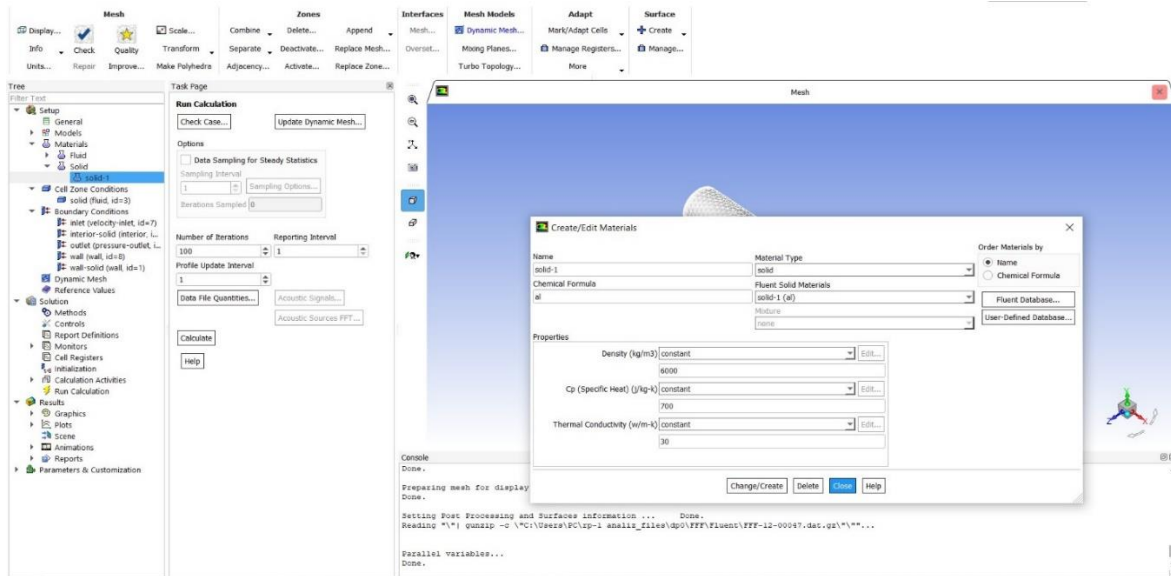 Mesh
Zones
Interfaces
Mesh Models
Adapt
Surface
Display...
Scale...
Combine
Delete...
Append
Mesh...
Dynamic Mesh...
Mark/Adapt Cells
Create
Info
Check
Quality
Transform
Separate
Deactivate...
Replace Mesh...
Overset...
Mixing Planes...
Manage Registers...
Manage...
Units...
Repair
Improve...
Make Polyhedra
Adjacency...
Activate...
Replace Zone...
Turbo Topology...
More
Tree
Filter Text
Setup
General
Models
Materials
Fluid
Solid
solid-1
Cell Zone Conditions
solid (fluid, id=3)
Boundary Conditions
inlet (velocity-inlet, id=7)
interior-solid (interior, i...
outlet (pressure-outlet, i...
wall (wall, id=8)
wall-solid (wall, id=1)
Dynamic Mesh
Reference Values
Solution
Methods
Controls
Report Definitions
Monitors
Cell Registers
Initialization
Calculation Activities
Run Calculation
Results
Graphics
Plots
Scene
Animations
Reports
Parameters & Customization
Task Page
Run Calculation
Check Case...
Update Dynamic Mesh...
Options
Data Sampling for Steady Statistics
Sampling Interval
1
Sampling Options...
Iterations Sampled 0
Number of Iterations
Reporting Interval
100
1
Profile Update Interval
1
Data File Quantities...
Acoustic Signals...
Acoustic Sources FFT...
Calculate
Help
Mesh
Create/Edit Materials
Name
solid-1
Chemical Formula
al
Material Type
solid
Fluent Solid Materials
solid-1 (al)
Mixture
none
Order Materials by
Name
Chemical Formula
Fluent Database...
User-Defined Database...
Properties
Density (kg/m3) constant
Edit...
6000
Cp (Specific Heat) (j/kg-k) constant
Edit...
700
Thermal Conductivity (w/m-k) constant
Edit...
30
Change/Create
Delete
Close
Help
Console
Done.
Preparing mesh for display
Done.
Setting Post Processing and Surfaces information ... Done.
Reading "\"| gunzip -c \"C:\Users\PC\rp-1 analiz_files\dp0\FFF\Fluent\FFF-12-00047.dat.gz\"\""...
Parallel variables...
Done.